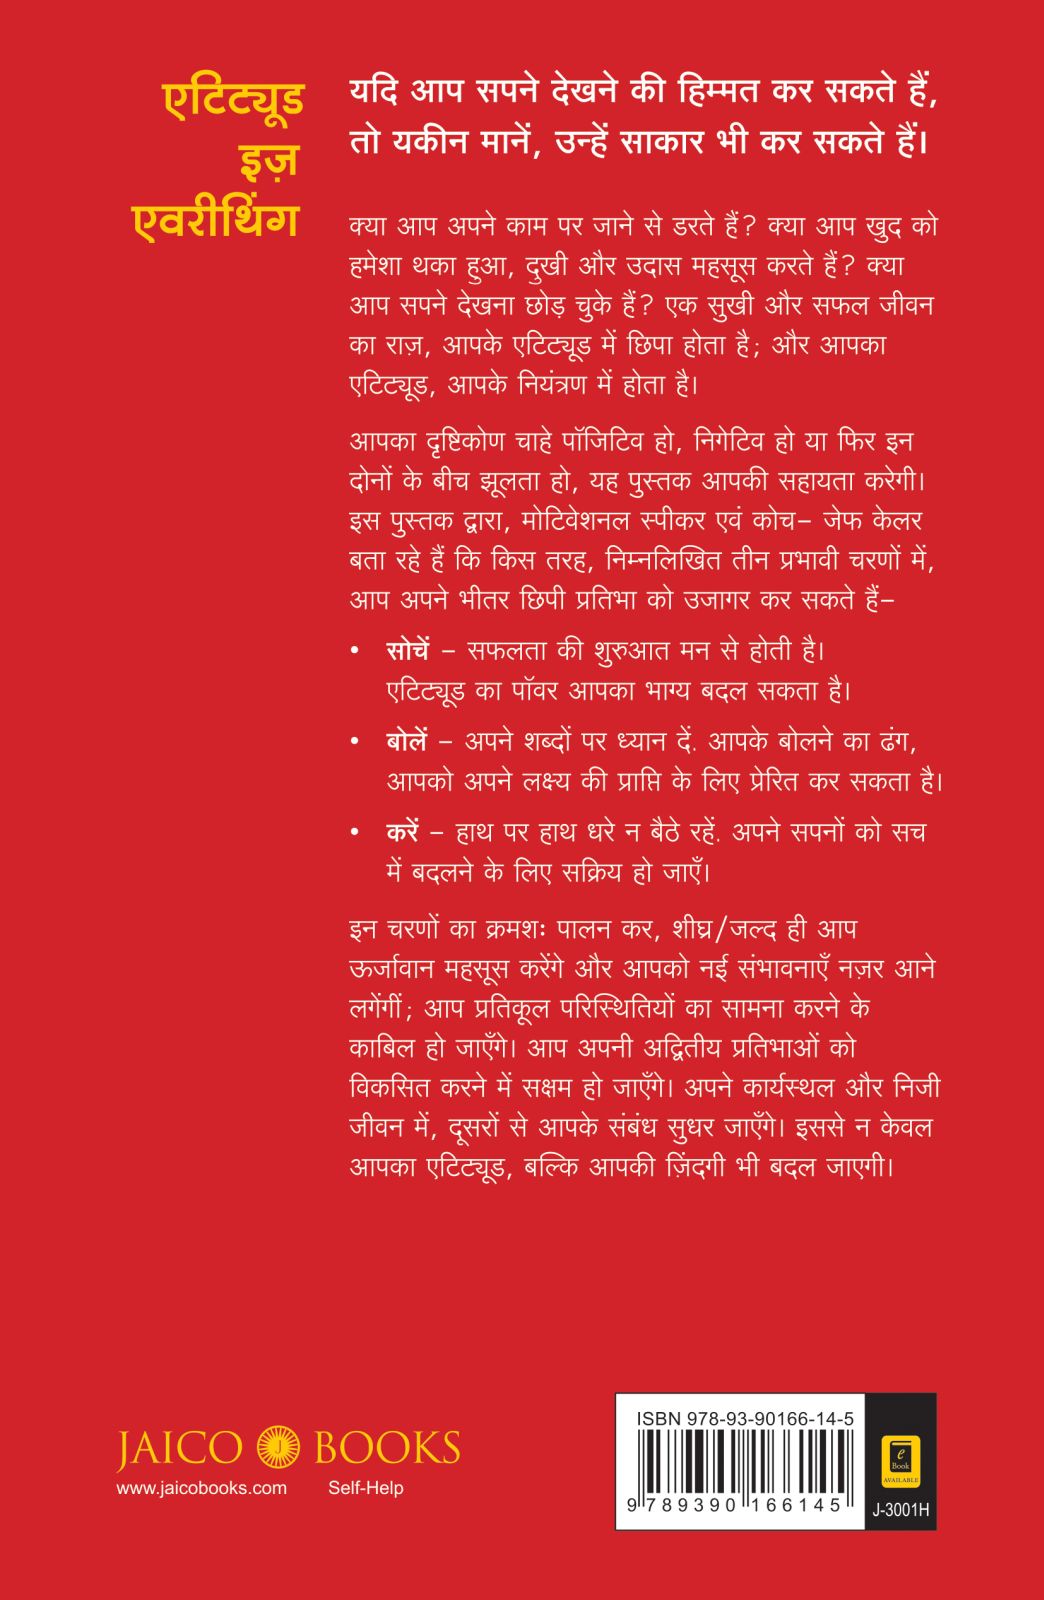 एटिट्यूड
इज़
एवरीथिंग
यदि आप सपने देखने की हिम्मत कर सकते हैं,
तो यकीन मानें, उन्हें साकार भी कर सकते हैं।
क्या आप अपने काम पर जाने से डरते हैं? क्या आप खुद को
हमेशा थका हुआ, दुखी और उदास महसूस करते हैं? क्या
आप सपने देखना छोड़ चुके हैं? एक सुखी और सफल जीवन
का राज़, आपके एटिट्यूड में छिपा होता है; और आपका
एटिट्यूड, आपके नियंत्रण में होता है।
आपका दृष्टिकोण चाहे पॉजिटिव हो, निगेटिव हो या फिर इन
दोनों के बीच झूलता हो, यह पुस्तक आपकी सहायता करेगी।
इस पुस्तक द्वारा, मोटिवेशनल स्पीकर एवं कोच– जेफ केलर
बता रहे हैं कि किस तरह, निम्नलिखित तीन प्रभावी चरणों में,
आप अपने भीतर छिपी प्रतिभा को उजागर कर सकते हैं–
• सोचें – सफलता की शुरुआत मन से होती है।
एटिट्यूड का पॉवर आपका भाग्य बदल सकता है।
• बोलें – अपने शब्दों पर ध्यान दें. आपके बोलने का ढंग,
आपको अपने लक्ष्य की प्राप्ति के लिए प्रेरित कर सकता है।
• करें – हाथ पर हाथ धरे न बैठे रहें. अपने सपनों को सच
में बदलने के लिए सक्रिय हो जाएँ।
इन चरणों का क्रमशः पालन कर, शीघ्र/जल्द ही आप
ऊर्जावान महसूस करेंगे और आपको नई संभावनाएँ नज़र आने
लगेंगीं; आप प्रतिकूल परिस्थितियों का सामना करने के
काबिल हो जाएँगे। आप अपनी अद्वितीय प्रतिभाओं को
विकसित करने में सक्षम हो जाएँगे। अपने कार्यस्थल और निजी
जीवन में, दूसरों से आपके संबंध सुधर जाएँगे। इससे न केवल
आपका एटिट्यूड, बल्कि आपकी ज़िंदगी भी बदल जाएगी।
JAICO J BOOKS
www.jaicobooks.com Self-Help
ISBN 978-93-90166-14-5
9 789390 166145
e
Book
AVAILABLE
J-3001H